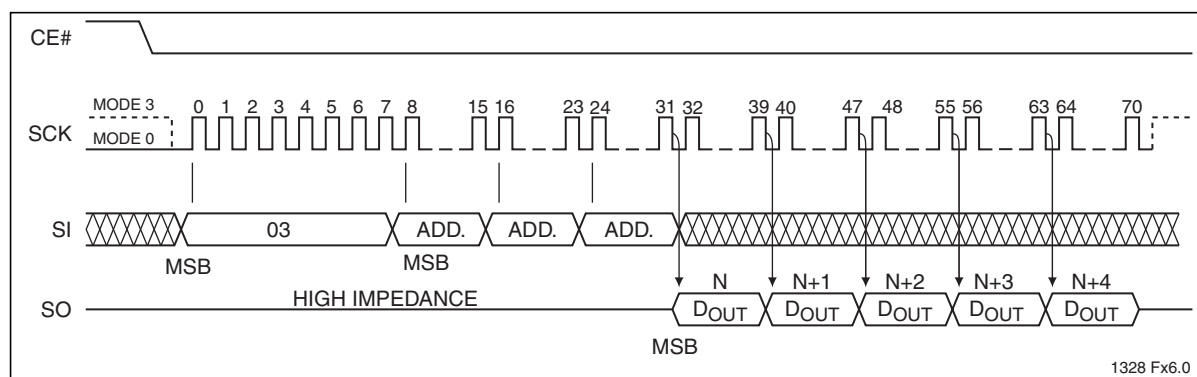 CE#
MODE 3
0 1 2 3 4 5 6 7 8 15 16 23 24 31 32 39 40 47 48 55 56 63 64 70
SCK
MODE 0
SI
03 ADD. ADD. ADD.
MSB MSB
N N+1 N+2 N+3 N+4
HIGH IMPEDANCE
SO
DOUT DOUT DOUT DOUT DOUT
MSB
1328 Fx6.0